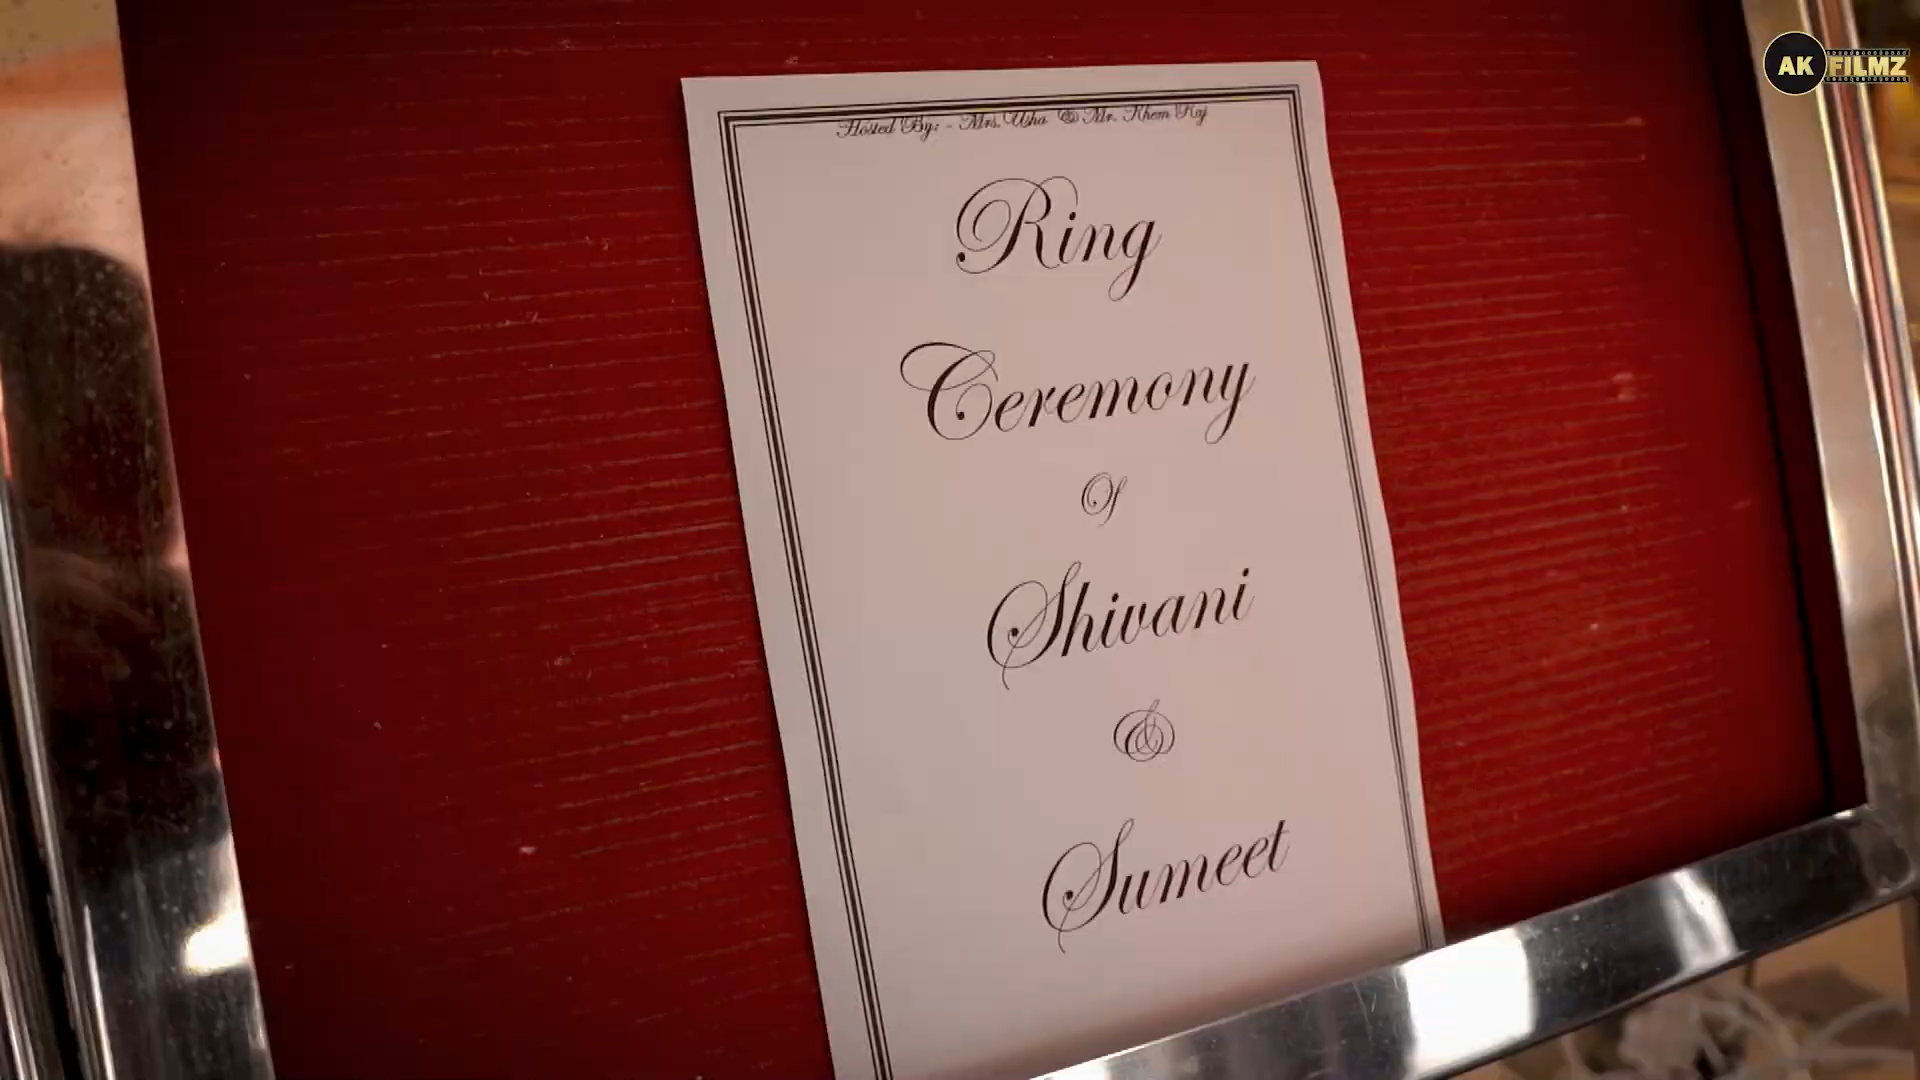 AK FILMZ
Hosted By: - Mrs. Usha & Mr. Khem Raj
Ring
Ceremony
Of
Shivani
&
Sumeet